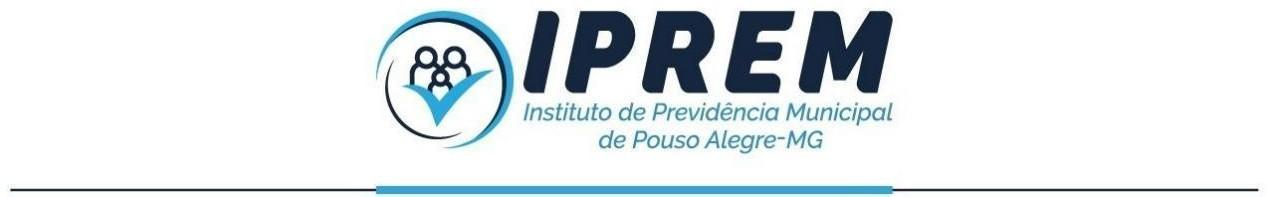 IPREM
Instituto de Previdência Municipal
de Pouso Alegre-MG